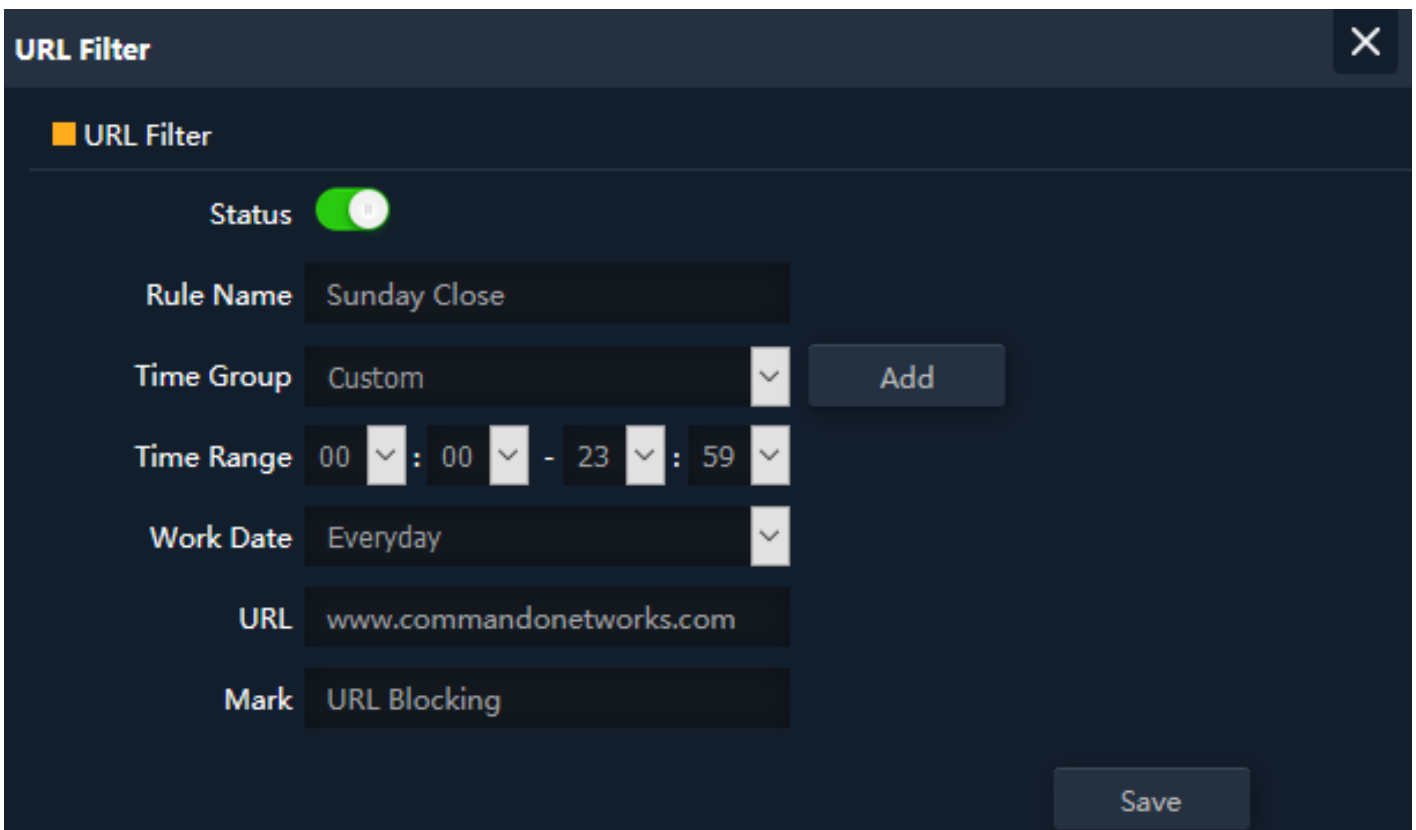 URL Filter
URL Filter
Status
Rule Name Sunday Close
Time Group Custom Add
Time Range 00 : 00 - 23 : 59
Work Date Everyday
URL www.commandonetworks.com
Mark URL Blocking
Save